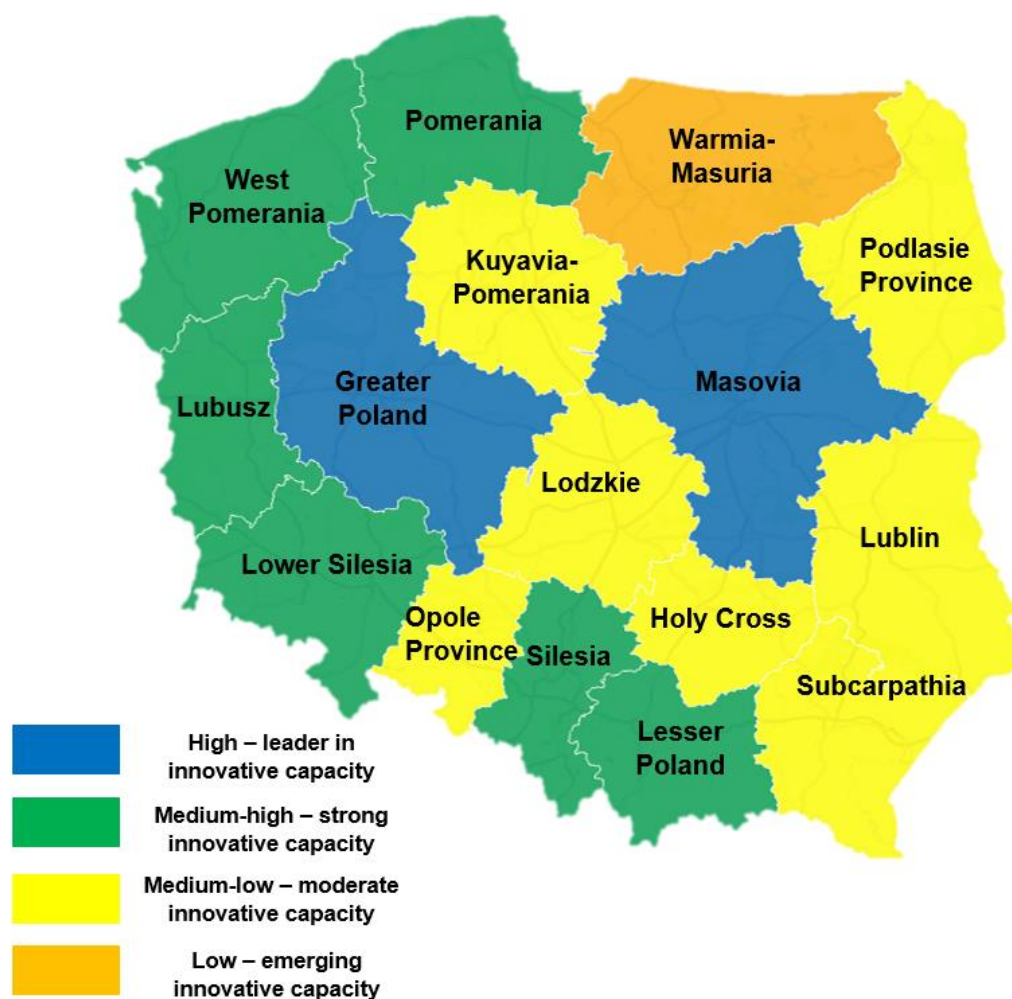 Pomerania
Warmia-
Masuria
West
Pomerania
Kuyavia-
Pomerania
Podlasie
Province
Greater
Poland
Masovia
Lubusz
Lodzkie
Lublin
Lower Silesia
Opole
Province
Silesia
Holy Cross
Subcarpathia
Lesser
Poland
High – leader in
innovative capacity
Medium-high – strong
innovative capacity
Medium-low – moderate
innovative capacity
Low – emerging
innovative capacity